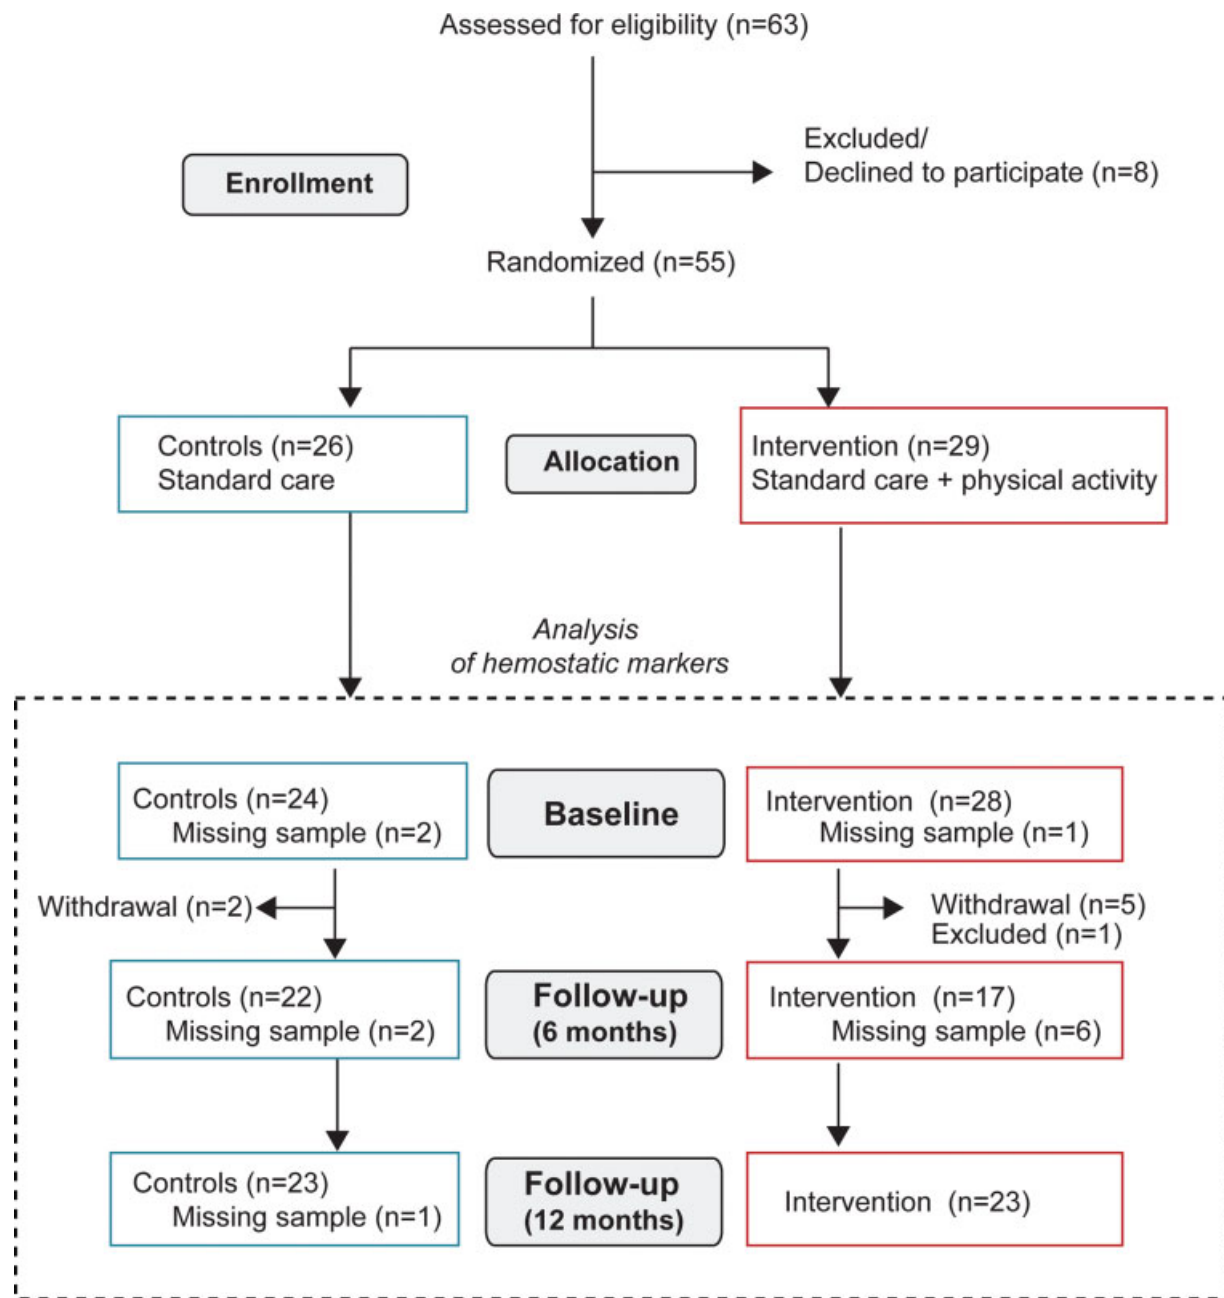 Assessed for eligibility (n=63)
Excluded/
Declined to participate (n=8)
Enrollment
Randomized (n=55)
Controls (n=26)
Standard care
Allocation
Intervention (n=29)
Standard care + physical activity
Analysis
of hemostatic markers
Controls (n=24)
Missing sample (n=2)
Baseline
Intervention (n=28)
Missing sample (n=1)
Withdrawal (n=2)
Withdrawal (n=5)
Excluded (n=1)
Controls (n=22)
Missing sample (n=2)
Follow-up
(6 months)
Intervention (n=17)
Missing sample (n=6)
Controls (n=23)
Missing sample (n=1)
Follow-up
(12 months)
Intervention (n=23)